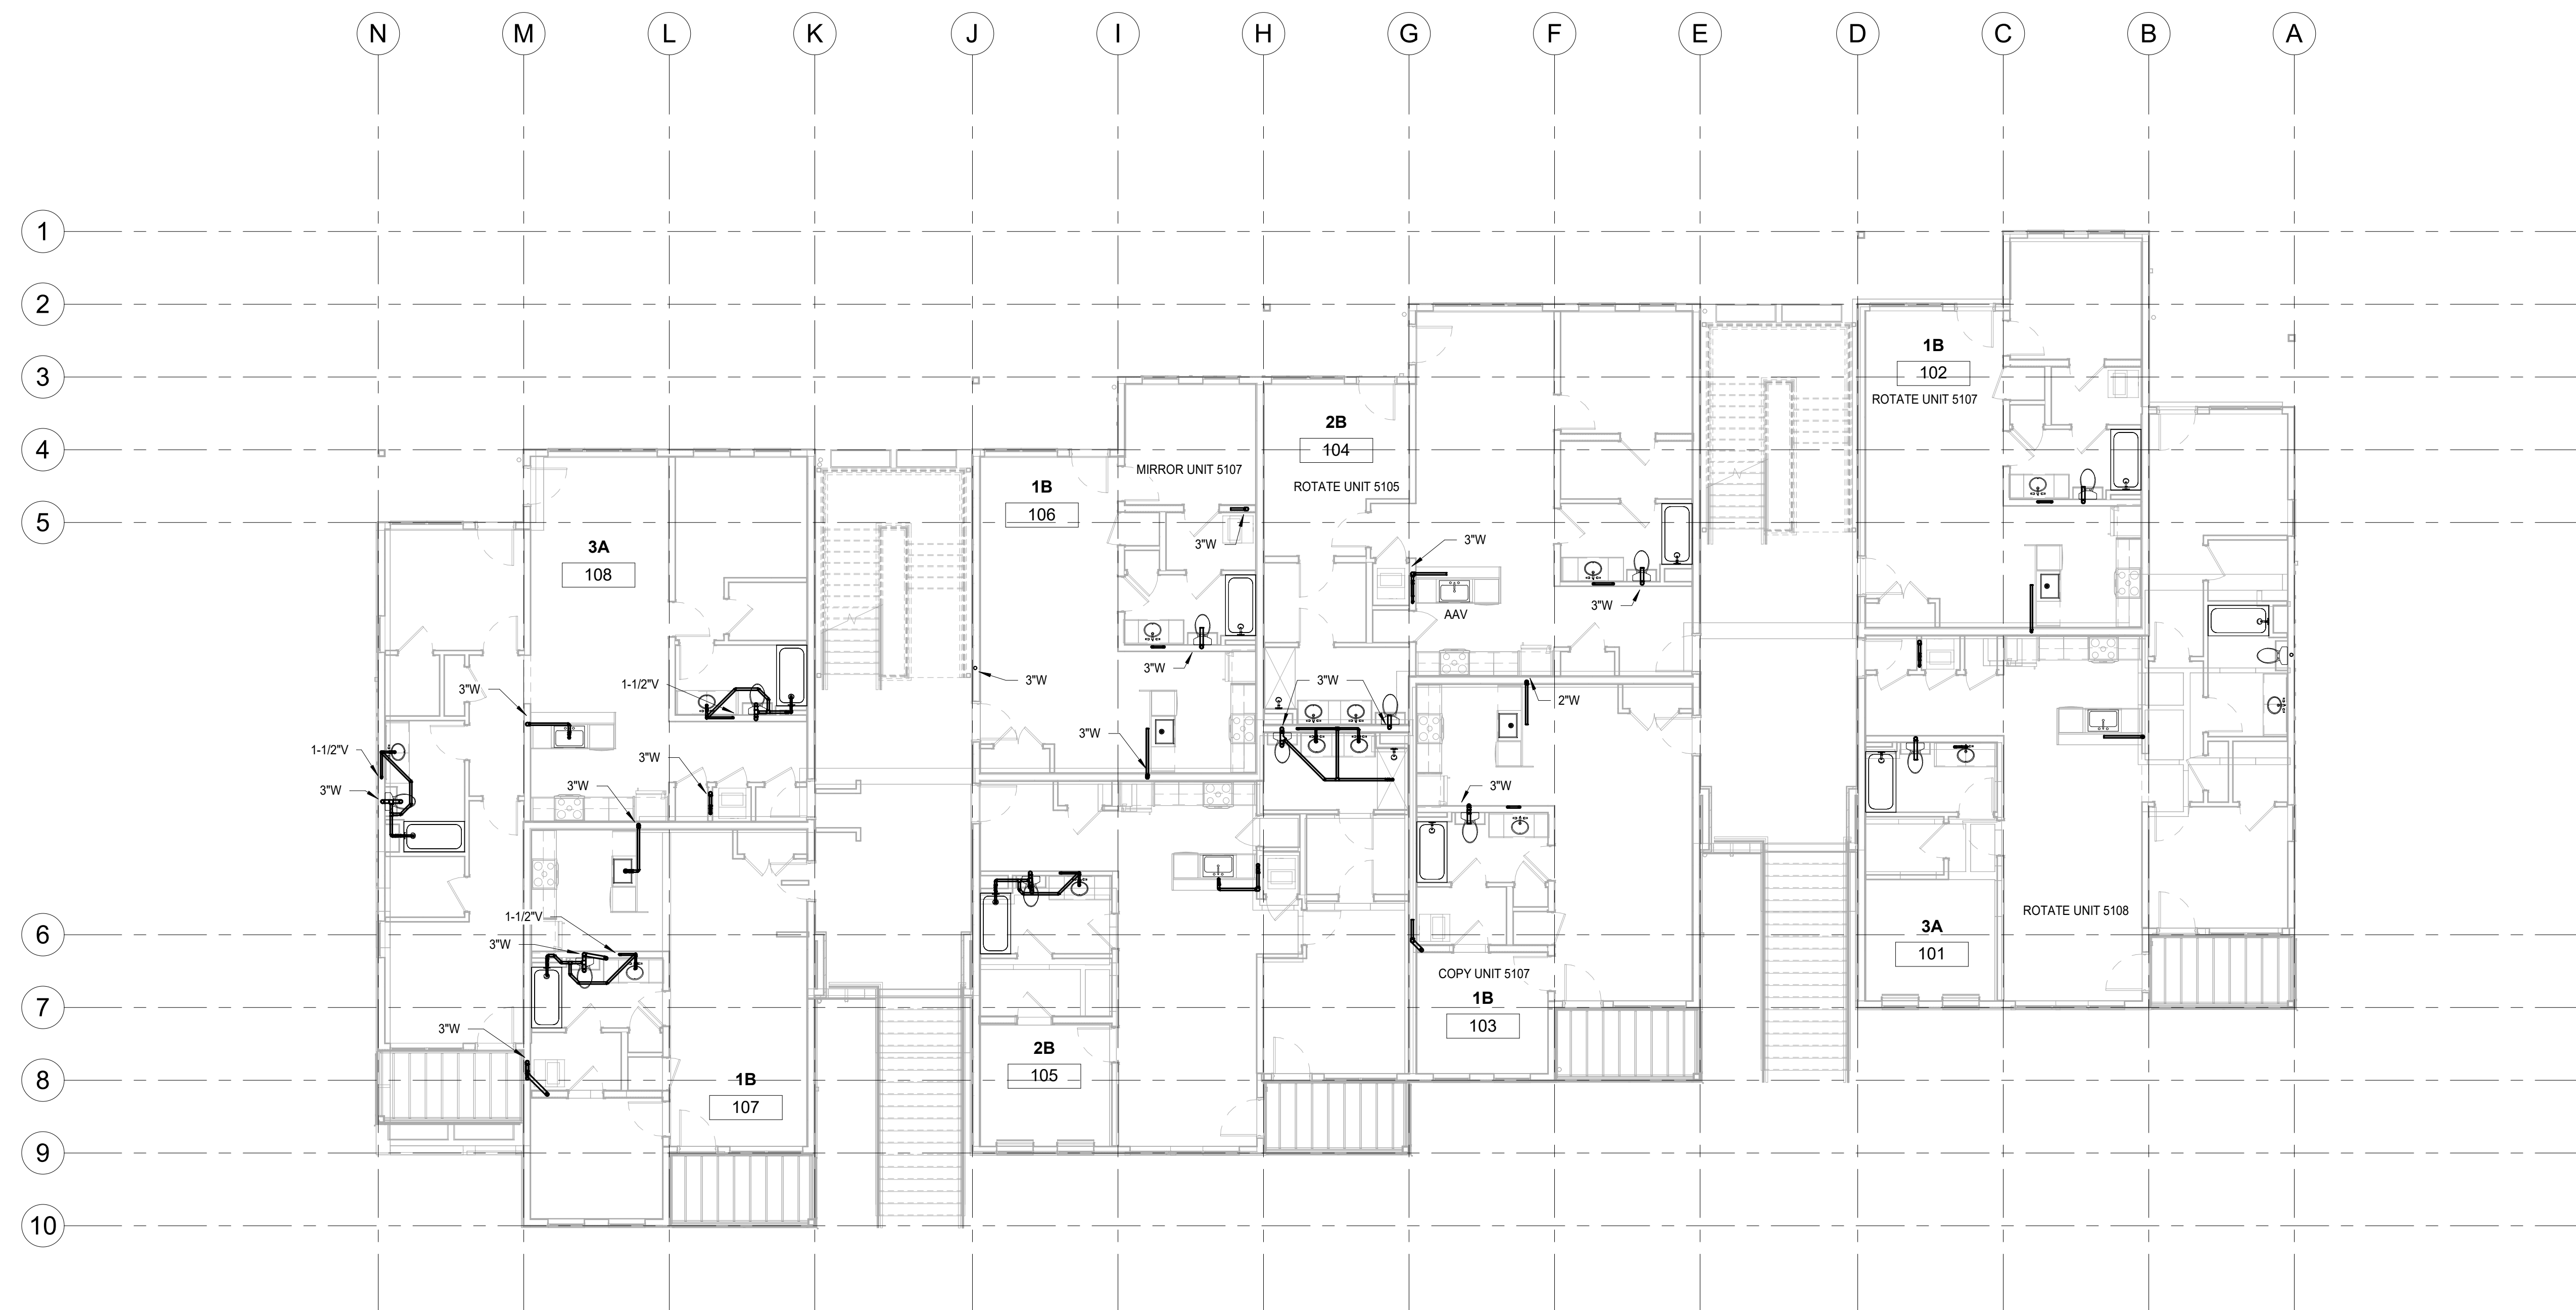 N M L K J I H G F E D C B A
1
2
1B
102
3
ROTATE UNIT 5107
2B
104
4
MIRROR UNIT 5107
ROTATE UNIT 5105
1B
106
5
3"W
3"W
3A
108
3"W
AAV
3"W
3"W
3"W
3"W
1-1/2"V
3"W
2"W
3"W
1-1/2"V
3"W
3"W
3"W
3"W
ROTATE UNIT 5108
1-1/2"V
3A
101
6
3"W
COPY UNIT 5107
1B
103
7
3"W
2B
105
8
1B
107
9
10